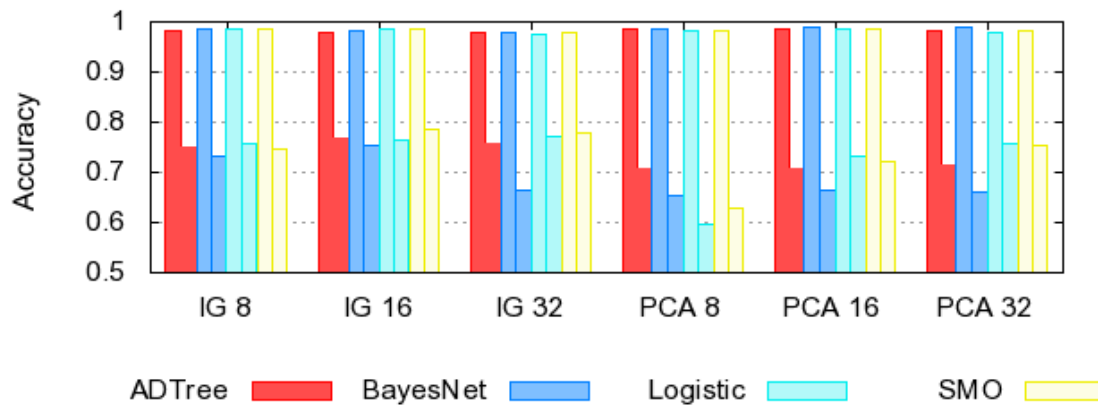 1
0.9
0.8
0.7
0.6
0.5
Accuracy
IG 8 IG 16 IG 32 PCA 8 PCA 16 PCA 32
ADTree BayesNet Logistic SMO